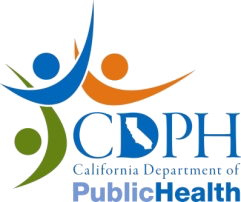 CDPH
California Department of
PublicHealth